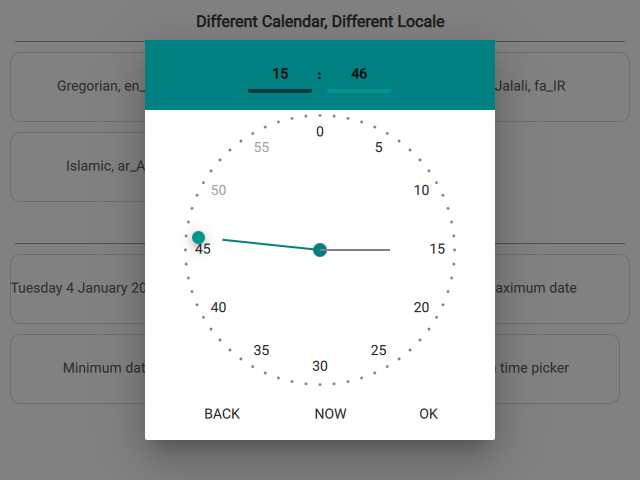 Different Calendar, Different Locale
Gregorian, en_
Jalali, fa_IR
Islamic, ar_A
Tuesday 4 January 20
aximum date
Minimum dat
time picker
15 : 46
0
5
10
15
20
25
30
35
40
45
50
55
BACK NOW OK